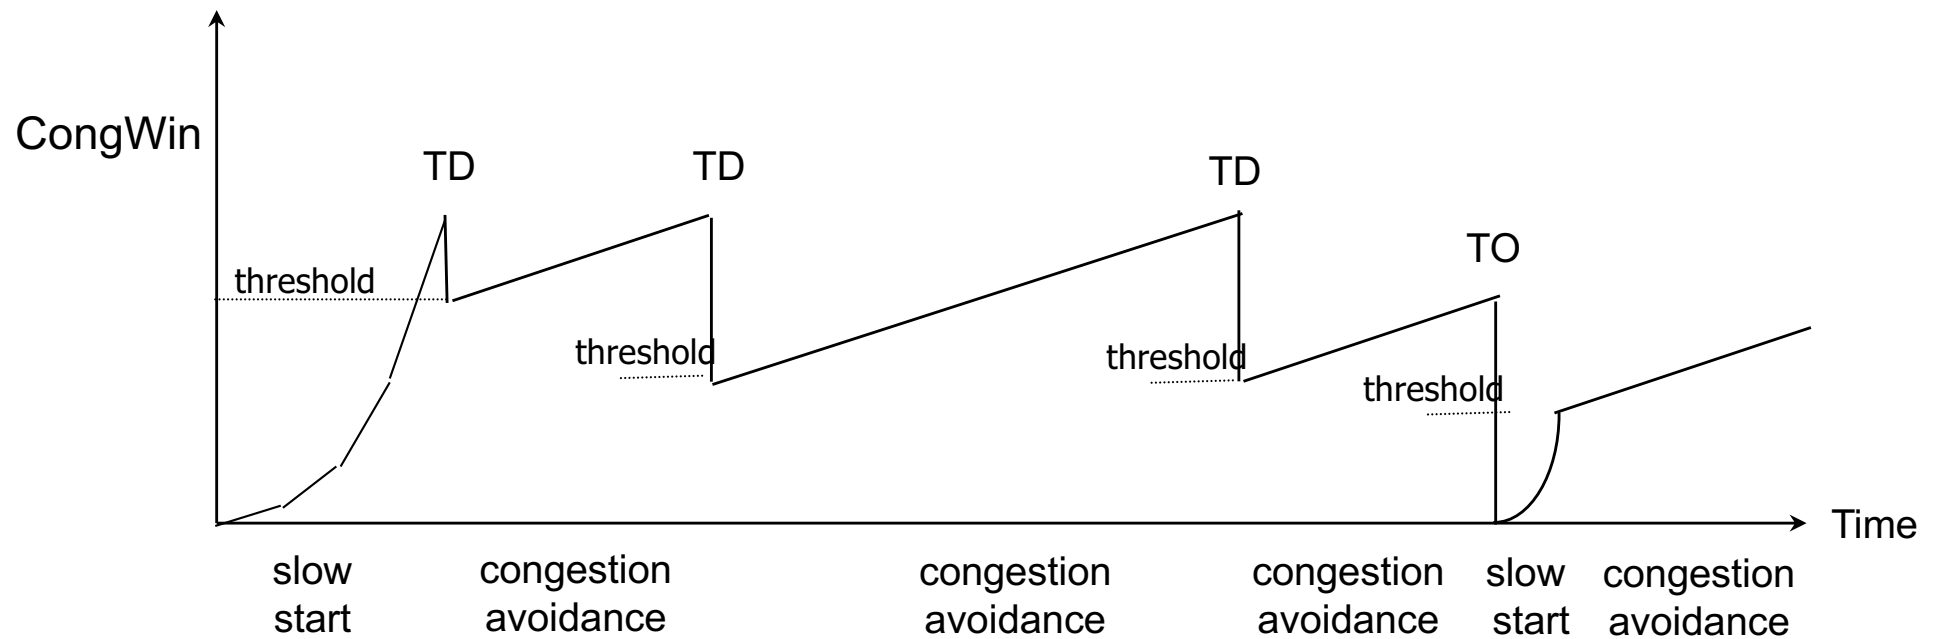 CongWin
TD
TD
TD
TO
threshold
threshold
threshold
threshold
Time
slow
start
congestion
avoidance
congestion
avoidance
congestion
avoidance
slow
start
congestion
avoidance